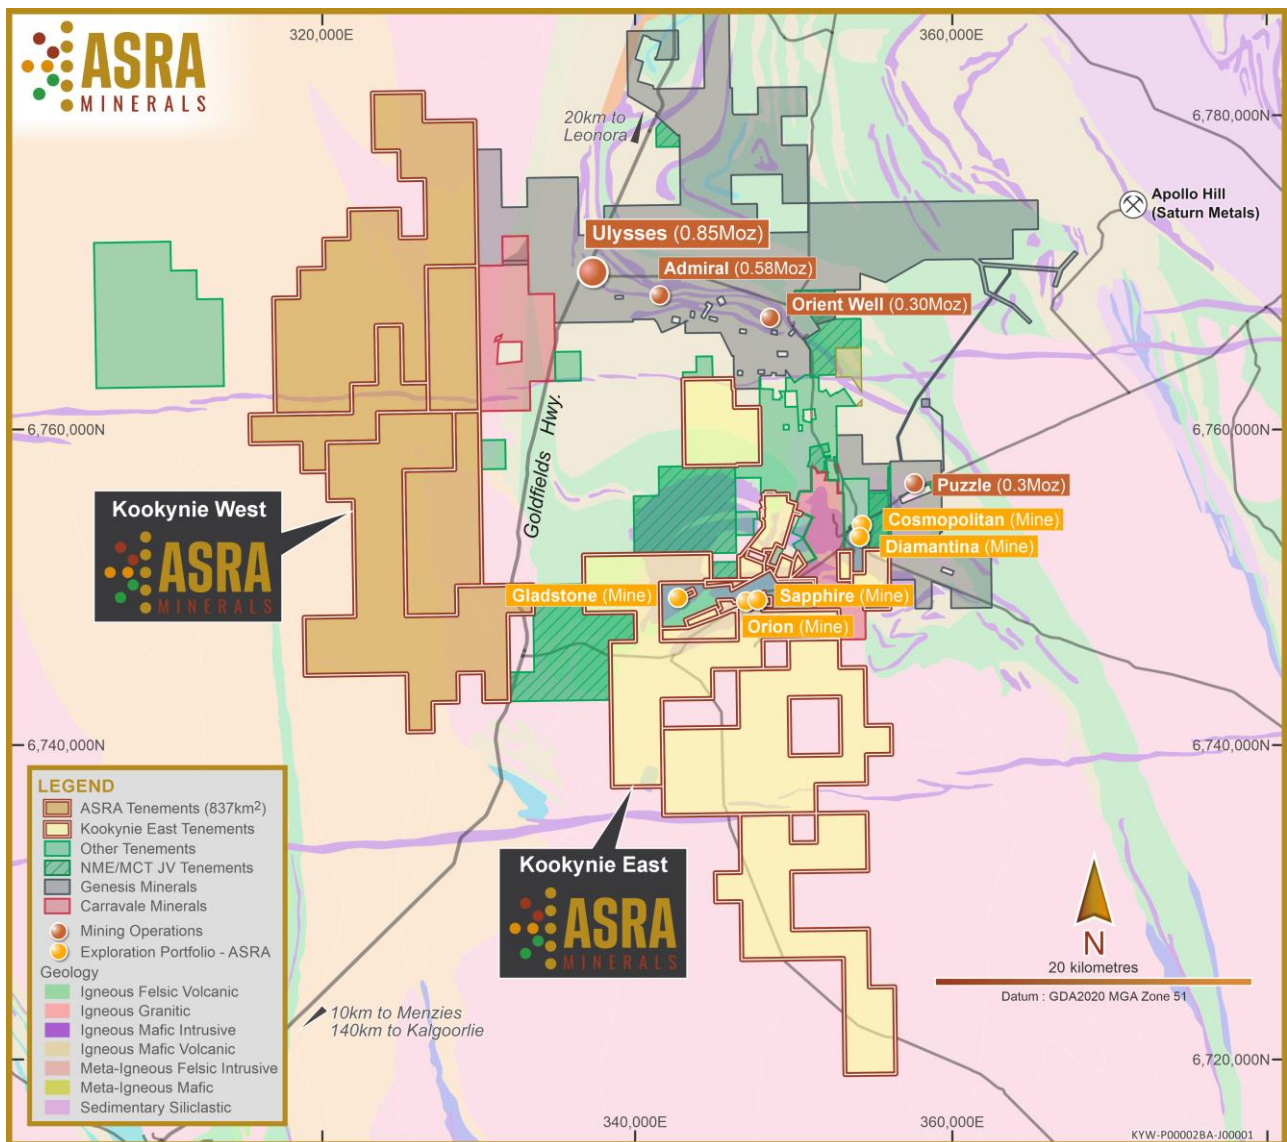 ASRA
MINERALS
320,000E
340,000E
360,000E
6,780,000N
20km to
Leonora
Apollo Hill
(Saturn Metals)
Ulysses (0.85Moz)
Admiral (0.58Moz)
Orient Well (0.30Moz)
6,760,000N
6,760,000N
Goldfields Hwy.
Puzzle (0.3Moz)
Kookynie West
ASRA
MINERALS
Cosmopolitan (Mine)
Diamantina (Mine)
Gladstone (Mine)
Sapphire (Mine)
Orion (Mine)
6,740,000N
6,740,000N
Kookynie East
ASRA
MINERALS
LEGEND
ASRA Tenements (837km²)
Kookynie East Tenements
Other Tenements
NME/MCT JV Tenements
Genesis Minerals
Carravale Minerals
Mining Operations
Exploration Portfolio - ASRA
Geology
Igneous Felsic Volcanic
Igneous Granitic
Igneous Mafic Intrusive
Igneous Mafic Volcanic
Meta-Igneous Felsic Intrusive
Meta-Igneous Mafic
Sedimentary Siliclastic
10km to Menzies
140km to Kalgoorlie
N
20 kilometres
Datum : GDA2020 MGA Zone 51
6,720,000N
340,000E
360,000E
KYW-P00002BA-J00001